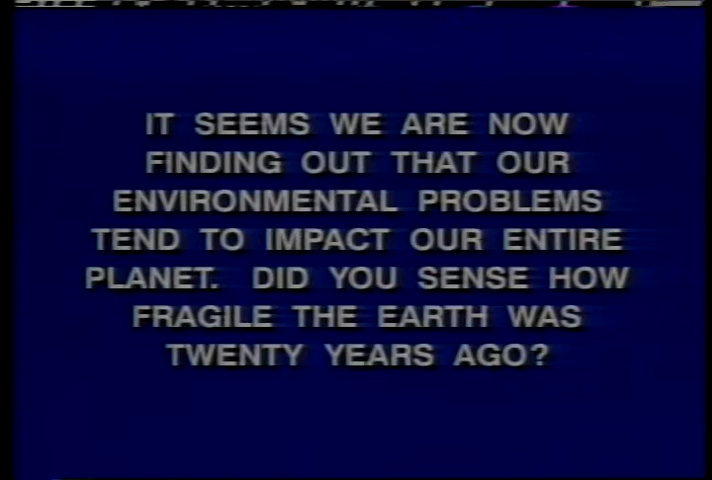 IT SEEMS WE ARE NOW
FINDING OUT THAT OUR
ENVIRONMENTAL PROBLEMS
TEND TO IMPACT OUR ENTIRE
PLANET. DID YOU SENSE HOW
FRAGILE THE EARTH WAS
TWENTY YEARS AGO?